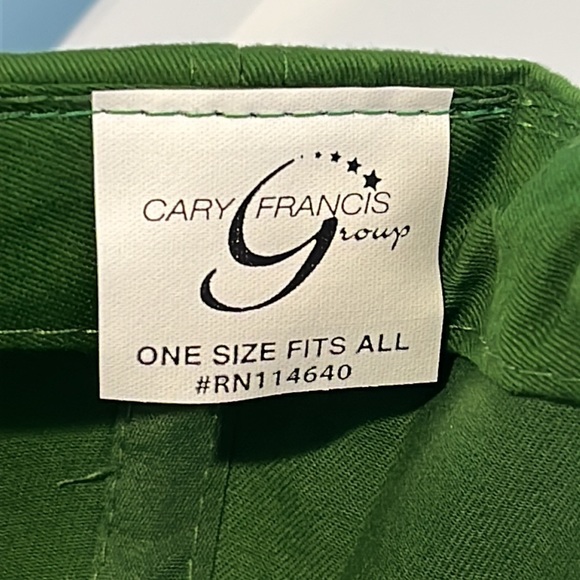 CARY FRANCIS
Group
ONE SIZE FITS ALL
#RN114640